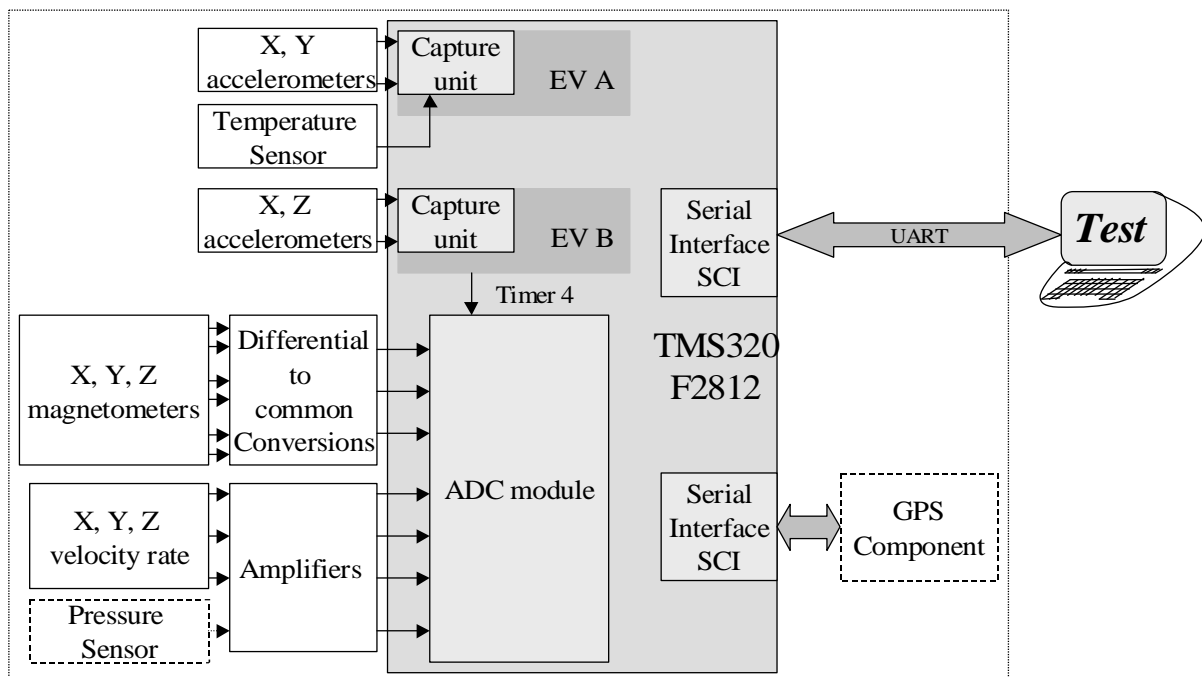 X, Y
accelerometers
Capture
unit
EV A
Temperature
Sensor
X, Z
accelerometers
Capture
unit
EV B
Timer 4
Serial
Interface
SCI
UART
Test
X, Y, Z
magnetometers
Differential
to
common
Conversions
TMS320
F2812
ADC module
X, Y, Z
velocity rate
Amplifiers
Pressure
Sensor
Serial
Interface
SCI
GPS
Component